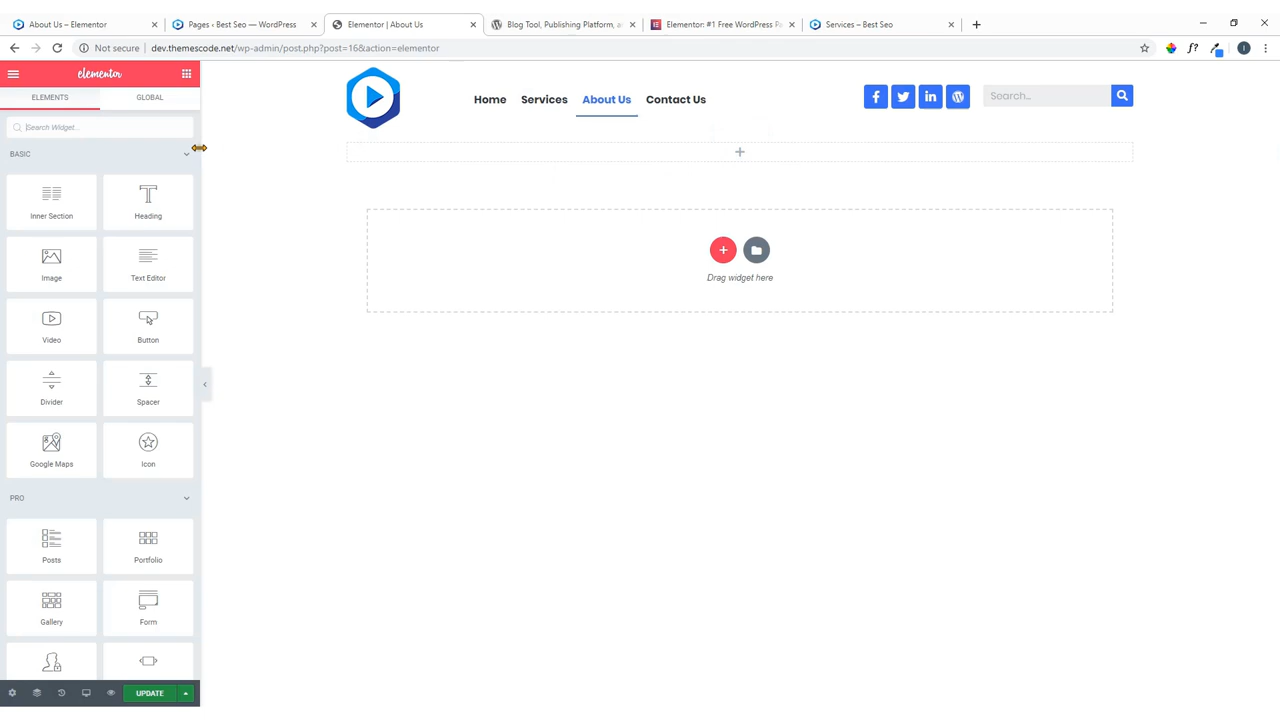 About Us – Elementor
Pages ‹ Best Seo — WordPress
Elementor | About Us
Blog Tool, Publishing Platform, a
Elementor: #1 Free WordPress P
Services – Best Seo
Not secure
dev.themescode.net/wp-admin/post.php?post=16&action=elementor
f?
I
elementor
ELEMENTS
GLOBAL
Search Widget...
BASIC
Inner Section
Heading
Image
Text Editor
Video
Button
Divider
Spacer
Google Maps
Icon
PRO
Posts
Portfolio
Gallery
Form
UPDATE
Home
Services
About Us
Contact Us
Search...
Drag widget here